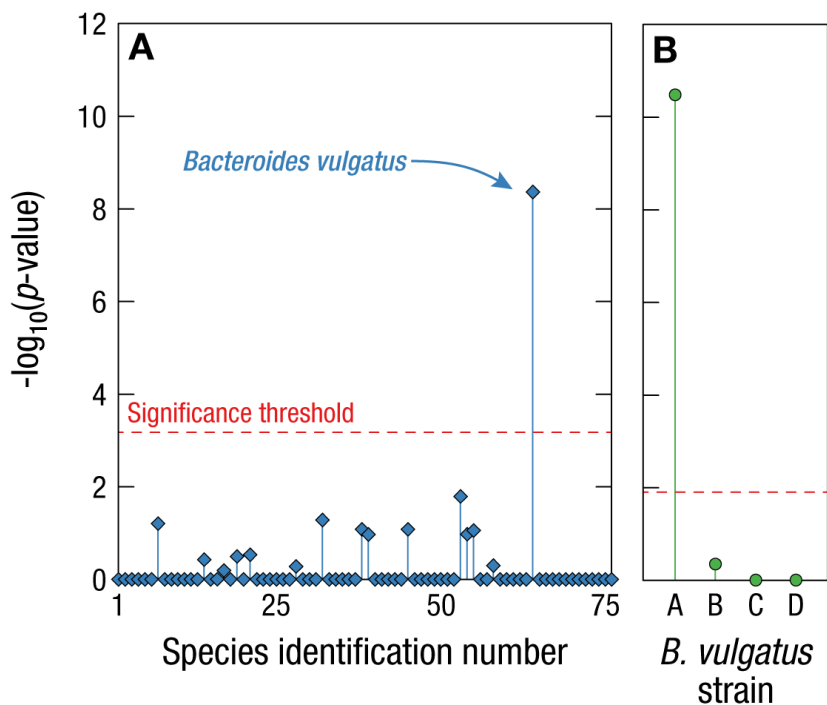 A
B
12
10
8
6
4
2
0
-log10(p-value)
Bacteroides vulgatus
Significance threshold
1
25
50
75
Species identification number
A
B
C
D
B. vulgatus
strain